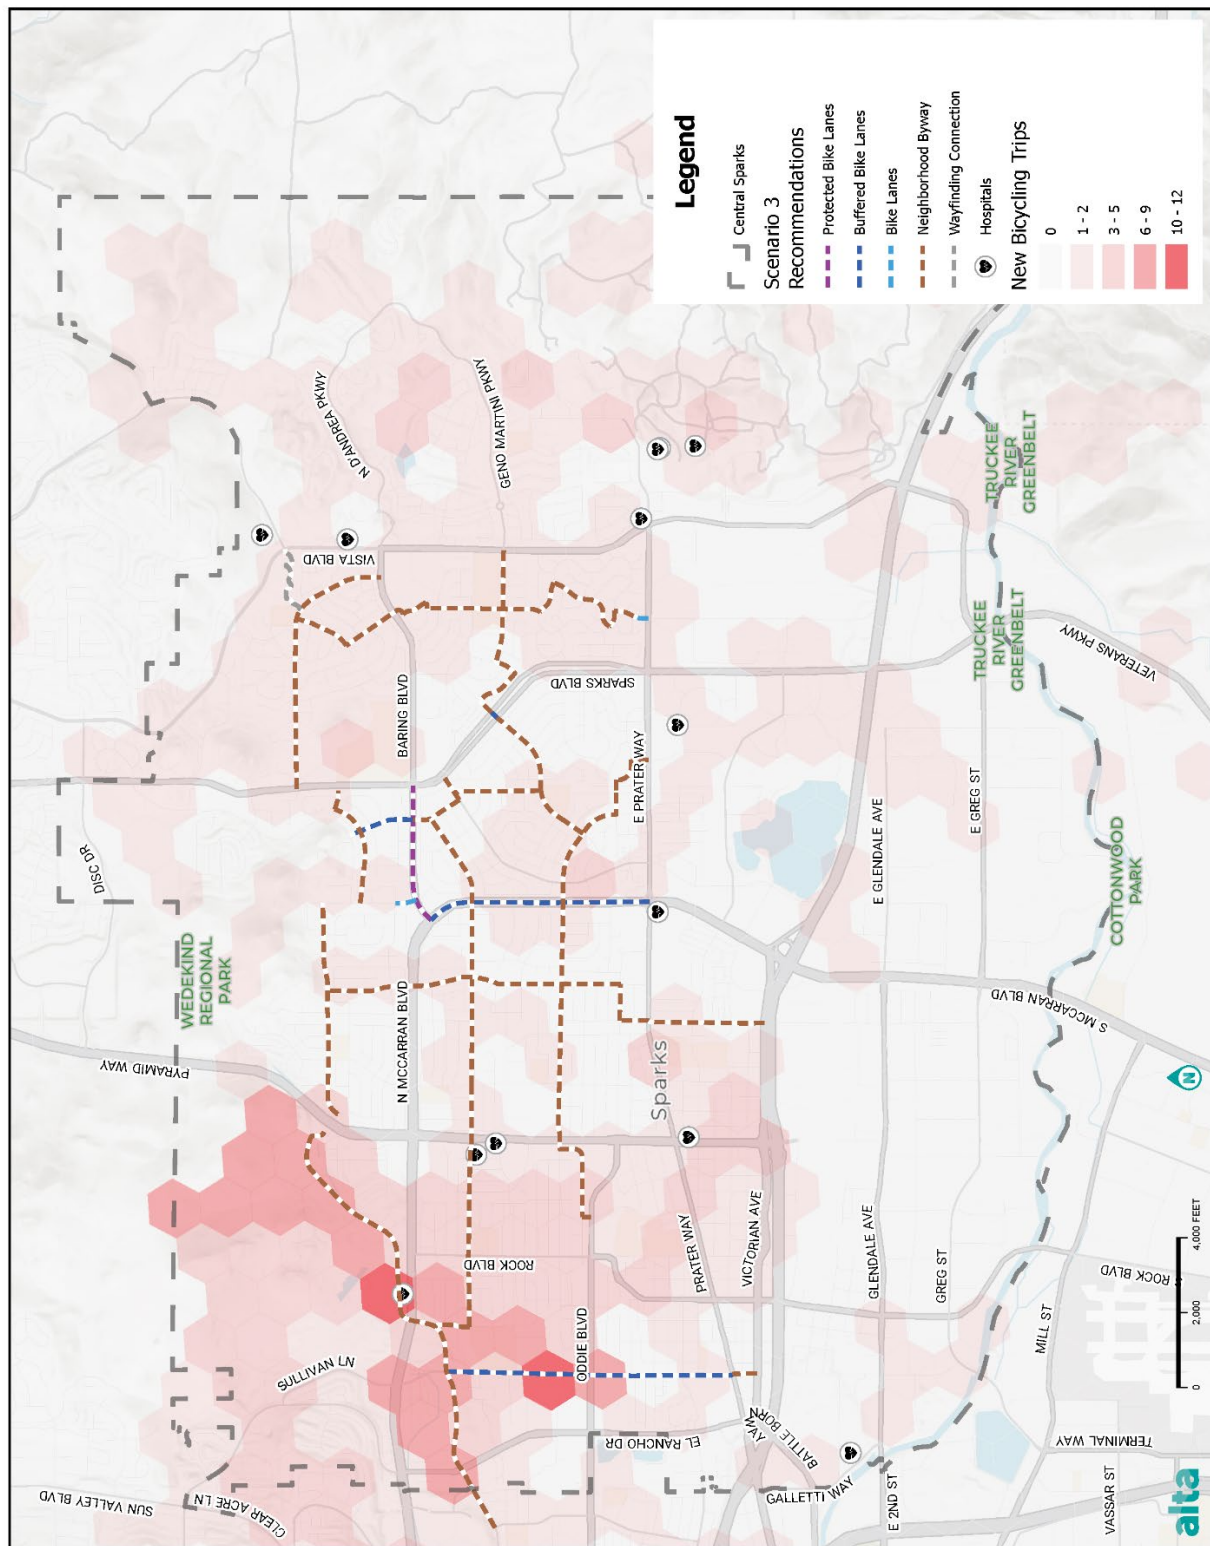 DISC DR
WEDEKIND
REGIONAL
PARK
PYRAMID WAY
SUN VALLEY BLVD
CLEAR ACRE LN
SULLIVAN LN
N MCCARRAN BLVD
BARING BLVD
VISTA BLVD
N D'ANDREA PKWY
GENO MARTINI PKWY
ROCK BLVD
ODDIE BLVD
EL RANCHO DR
SPARKS BLVD
E PRATER WAY
Sparks
PRATER WAY
VICTORIAN AVE
BATTLE BORN
WAY
GALLETTI WAY
GLENDALE AVE
E GLENDALE AVE
E 2ND ST
GREG ST
E GREG ST
S MCCARRAN BLVD
VETERANS PKWY
TRUCKEE
RIVER
GREENBELT
TRUCKEE
RIVER
GREENBELT
COTTONWOOD
PARK
MILL ST
ROCK BLVD
TERMINAL WAY
VASSAR ST
Legend
Central Sparks
Scenario 3
Recommendations
Protected Bike Lanes
Buffered Bike Lanes
Bike Lanes
Neighborhood Byway
Wayfinding Connection
Hospitals
New Bicycling Trips
0
1 - 2
3 - 5
6 - 9
10 - 12
alta
0 2,000 4,000 FEET
N